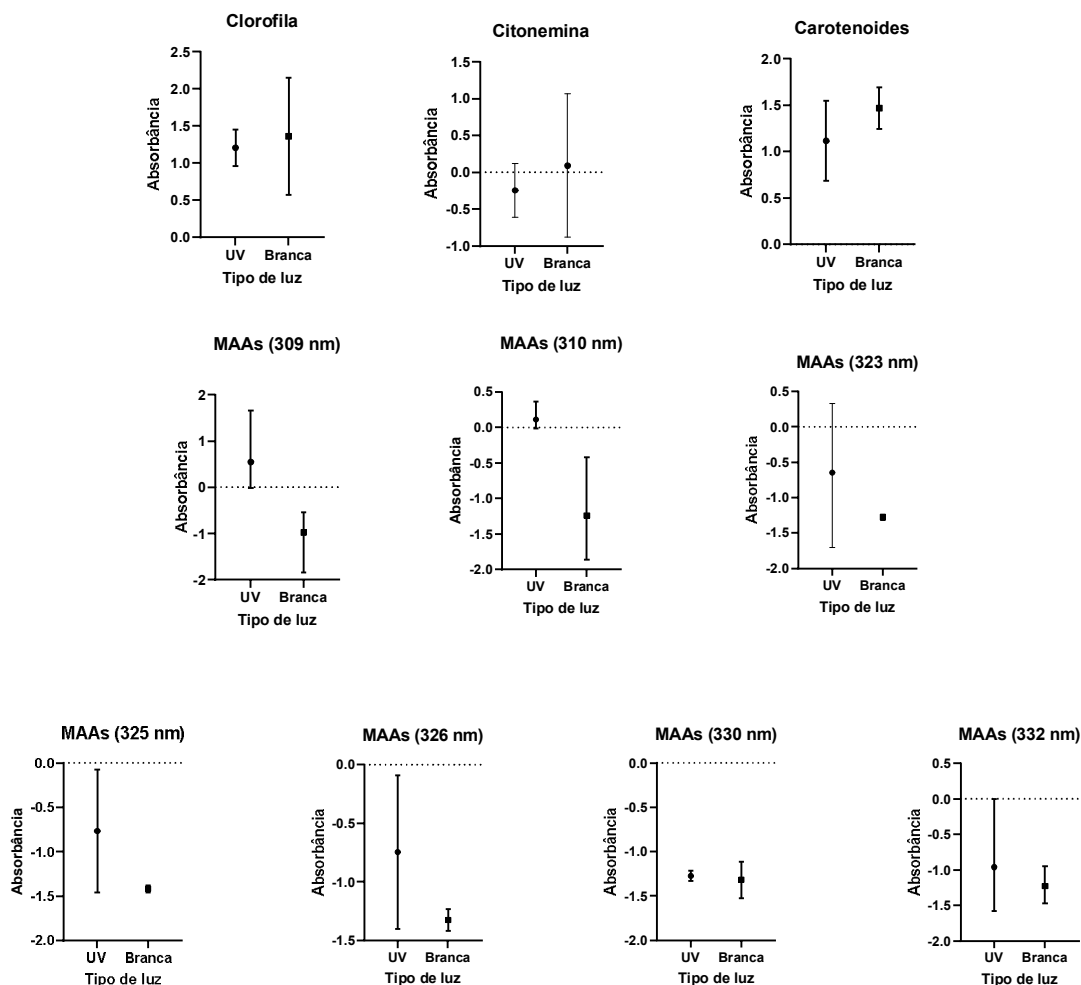 Clorofila
2.5
2.0
1.5
1.0
0.5
0.0
Absorbância
UV Branca
Tipo de luz
Citonemina
1.5
1.0
0.5
0.0
-0.5
-1.0
Absorbância
UV Branca
Tipo de luz
Carotenoides
2.0
1.5
1.0
0.5
0.0
Absorbância
UV Branca
Tipo de luz
MAAs (309 nm)
2
1
0
-1
-2
Absorbância
UV Branca
Tipo de luz
MAAs (310 nm)
0.5
0.0
-0.5
-1.0
-1.5
-2.0
Absorbância
UV Branca
Tipo de luz
MAAs (323 nm)
0.5
0.0
-0.5
-1.0
-1.5
-2.0
Absorbância
UV Branca
Tipo de luz
MAAs (325 nm)
0.0
-0.5
-1.0
-1.5
-2.0
Absorbância
UV Branca
Tipo de luz
MAAs (326 nm)
0.0
-0.5
-1.0
-1.5
Absorbância
UV Branca
Tipo de luz
MAAs (330 nm)
0.0
-0.5
-1.0
-1.5
-2.0
Absorbância
UV Branca
Tipo de luz
MAAs (332 nm)
0.5
0.0
-0.5
-1.0
-1.5
-2.0
Absorbância
UV Branca
Tipo de luz